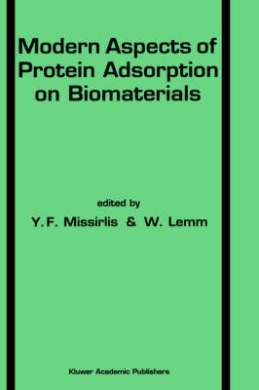 Modern Aspects of
Protein Adsorption
on Biomaterials
edited by
Y. F. Missirlis & W. Lemm
Kluwer Academic Publishers